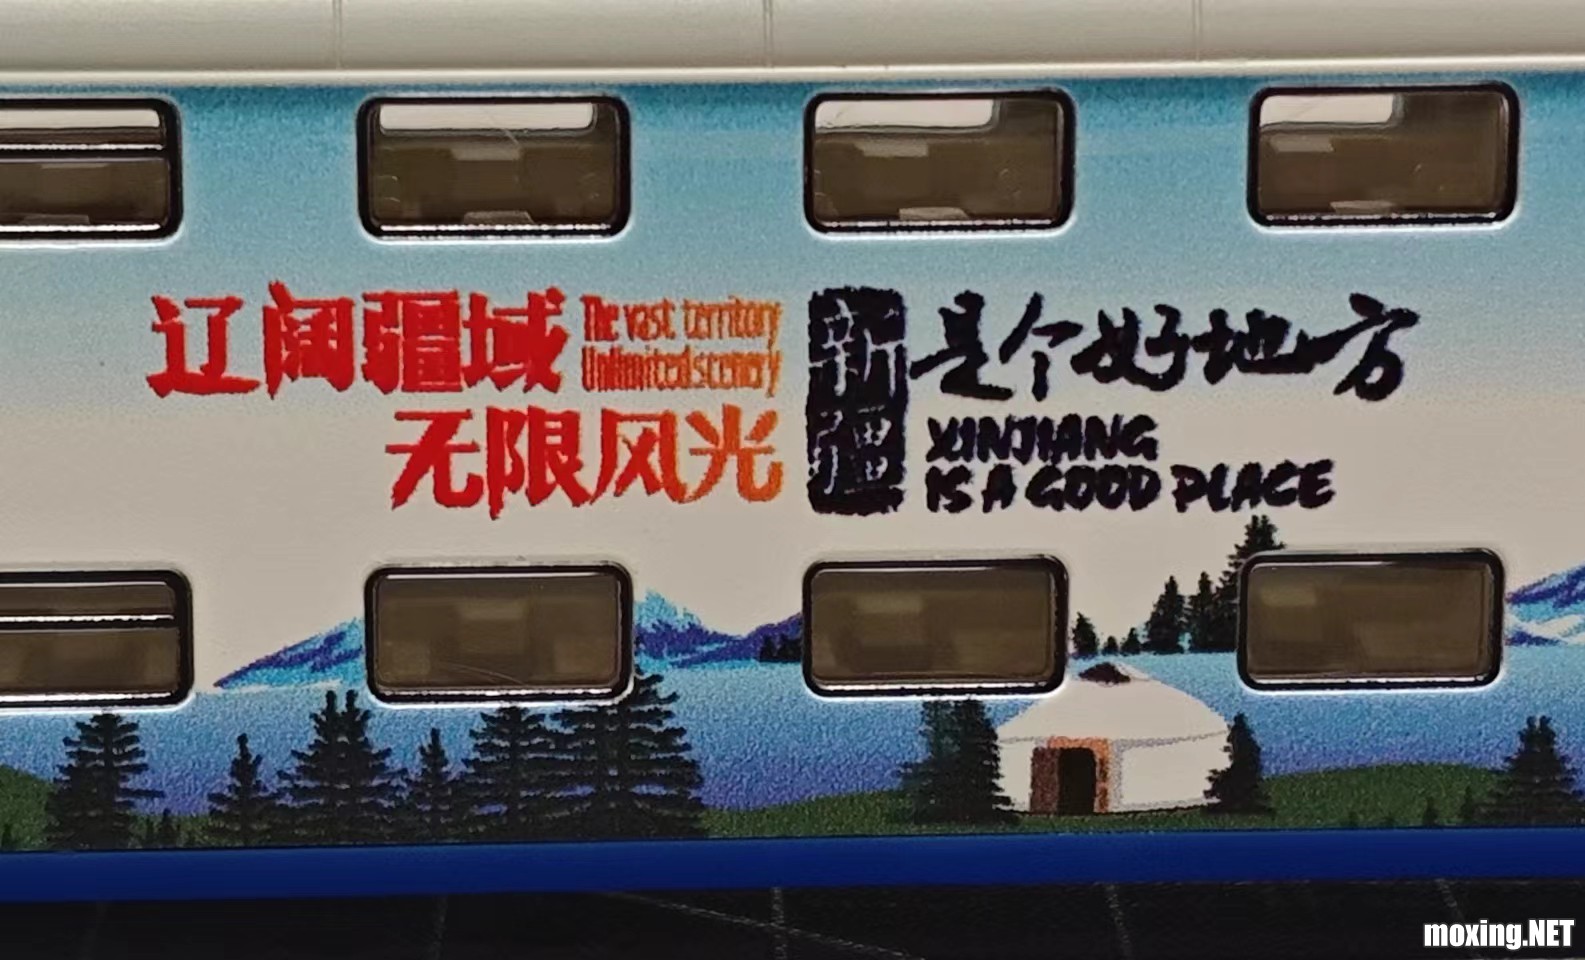 辽阔疆域
The vast territory
Unlimited scenery
无限风光
新疆
是个好地方
XINJIANG
IS A GOOD PLACE
moxing.NET